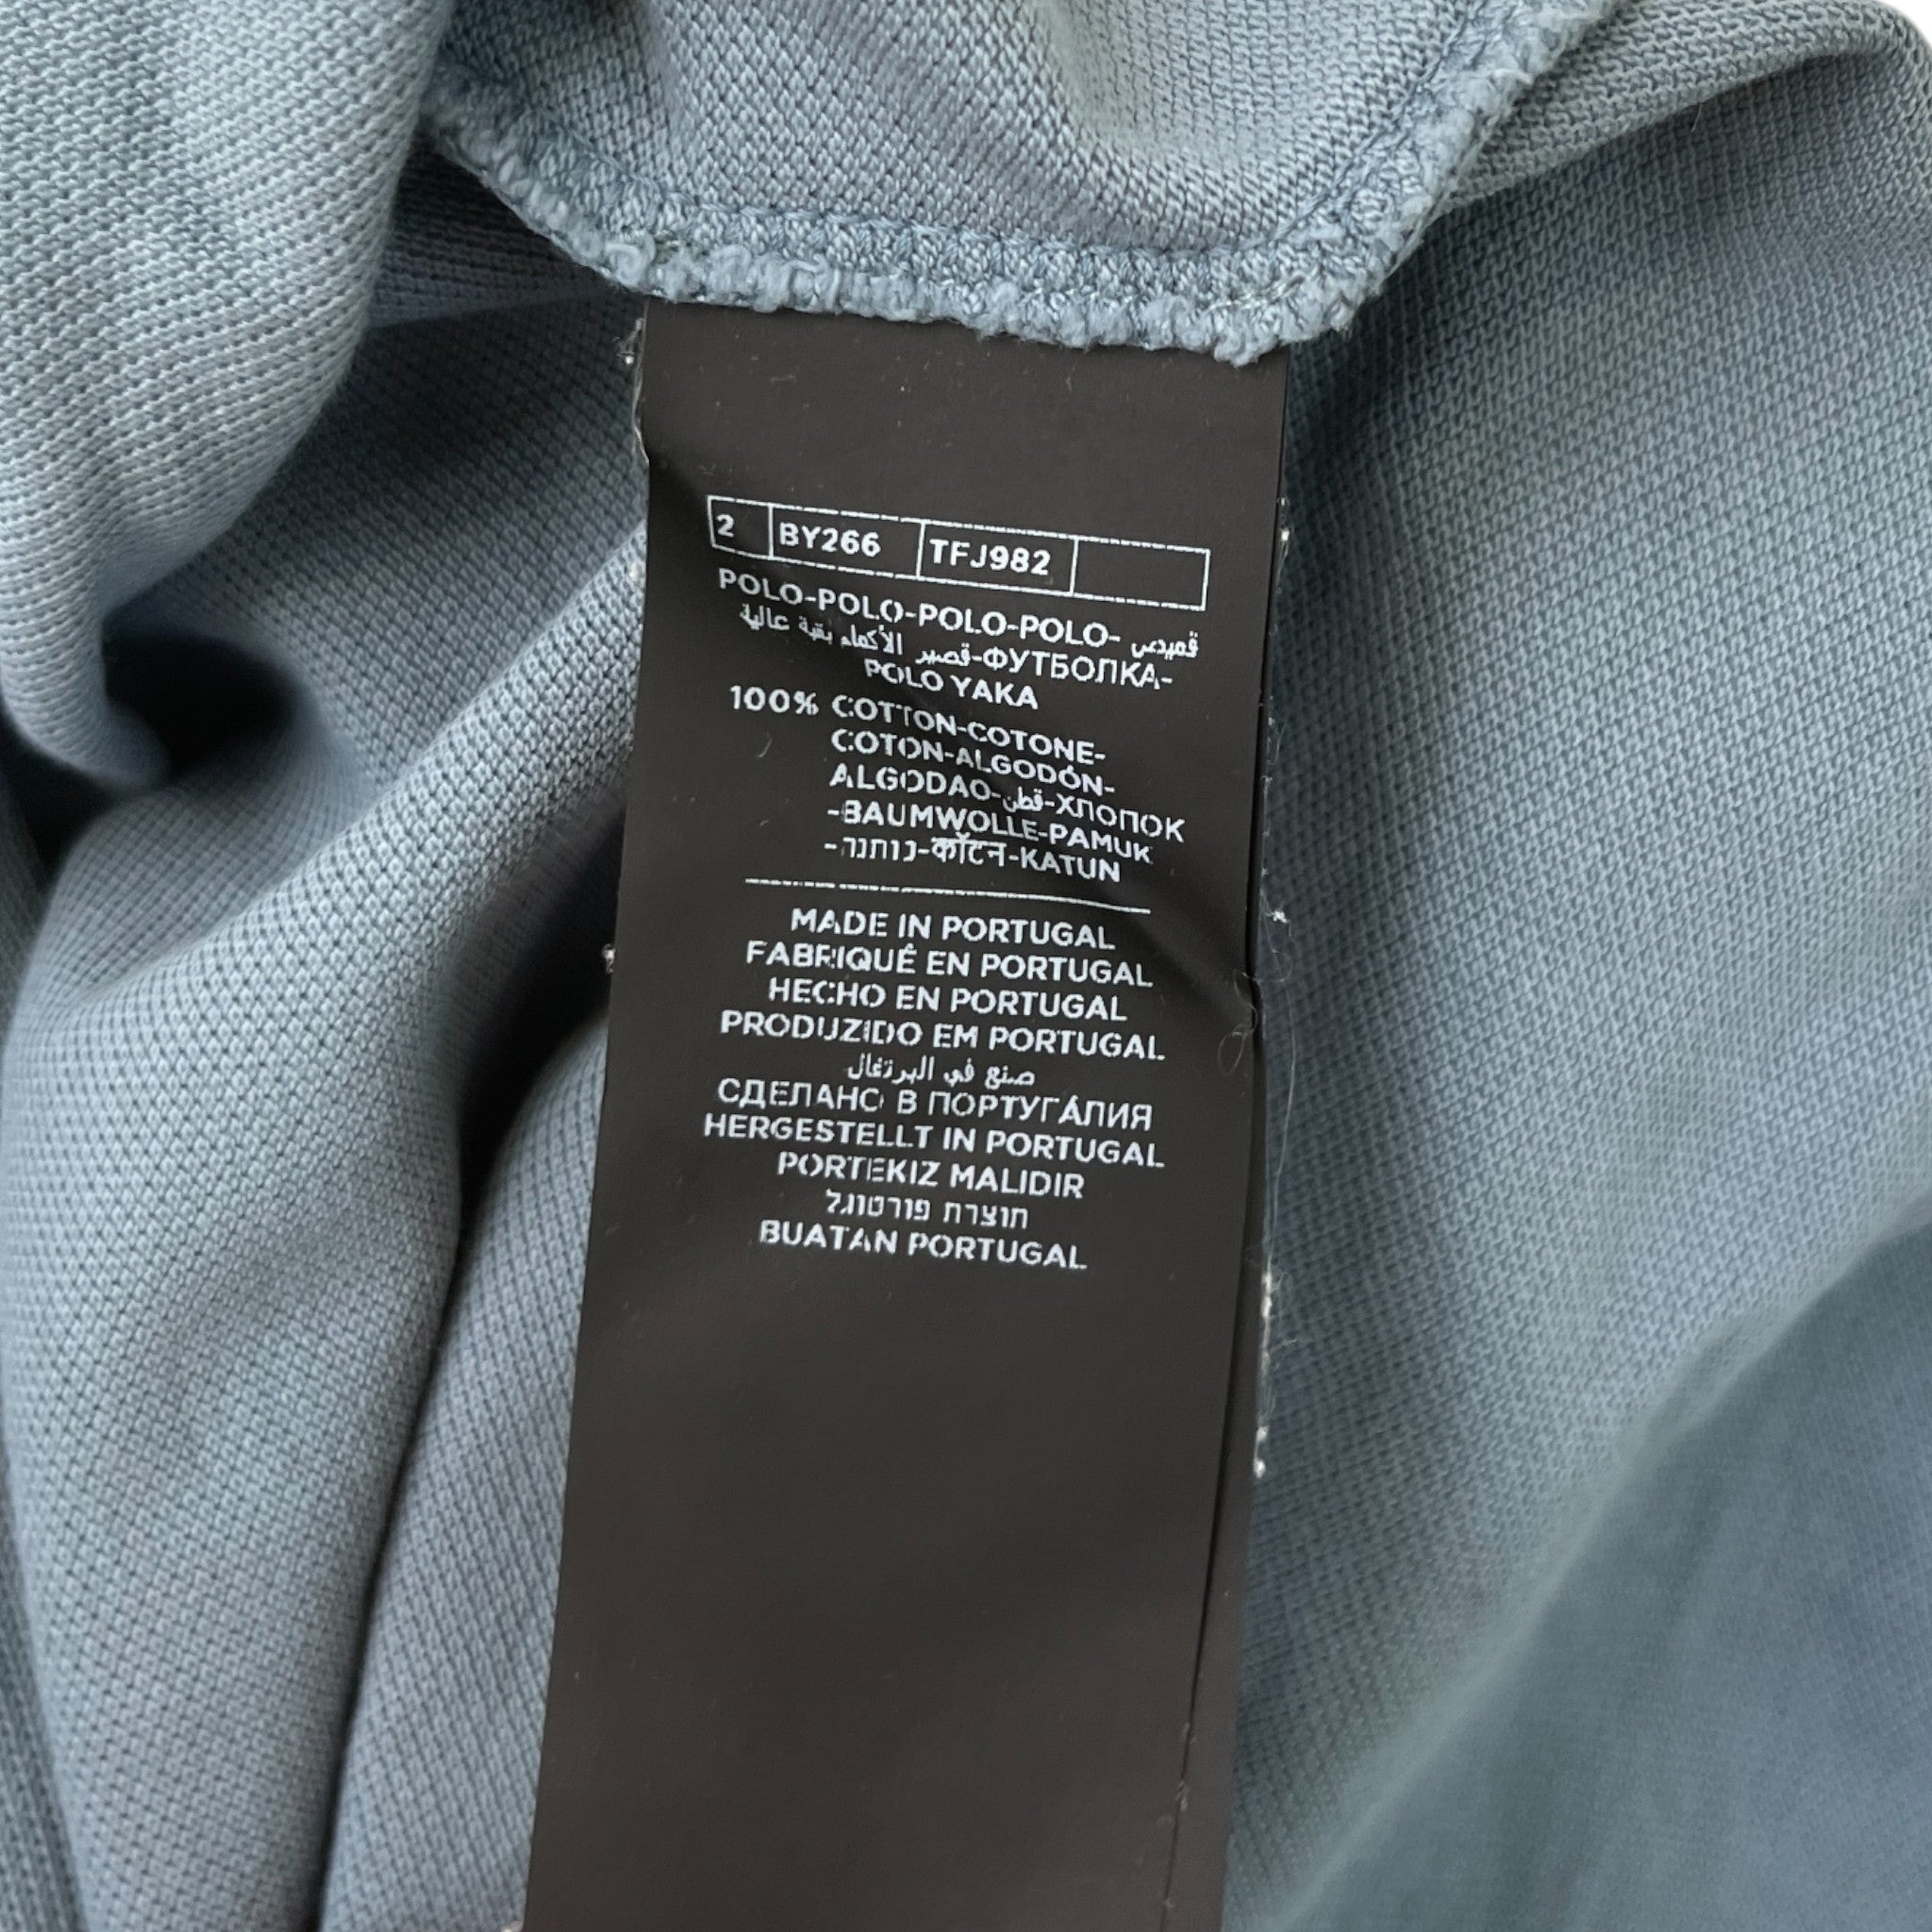 2 BY266 TFJ982
POLO-POLO-POLO-POLO- قميص
قصير الأكمام بقبة عالية-ФУТБОЛКА-
POLO YAKA
100% COTTON-COTONE-
COTON-ALGODÓN-
ALGODAO-قطن-ХЛОПОК
-BAUMWOLLE-PAMUK
-כותנה-कॉटन-KATUN
MADE IN PORTUGAL
FABRIQUÉ EN PORTUGAL
HECHO EN PORTUGAL
PRODUZIDO EM PORTUGAL
صنع في البرتغال
СДЕЛАНО В ПОРТУГÁЛИЯ
HERGESTELLT IN PORTUGAL
PORTEKIZ MALIDIR
תוצרת פורטוגל
BUATAN PORTUGAL